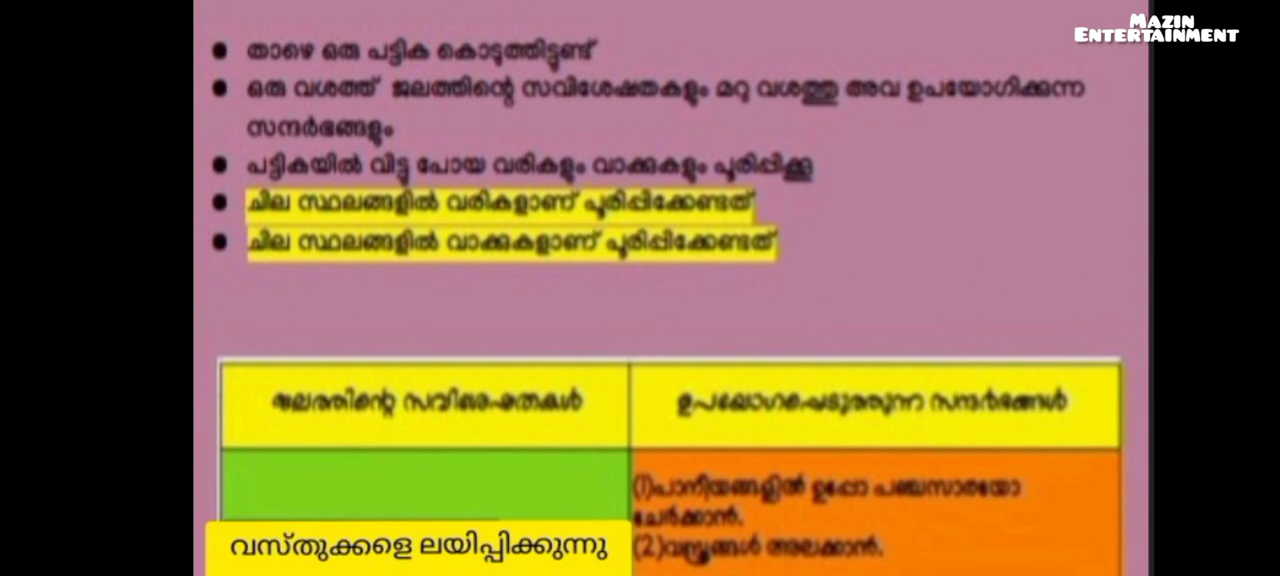 Mazin
Entertainment
● താഴെ ഒരു പട്ടിക കൊടുത്തിട്ടുണ്ട്
● ഒരു വശത്ത് ജലത്തിന്റെ സവിശേഷതകളും മറു വശത്തു അവ ഉപയോഗിക്കുന്ന
സന്ദർഭങ്ങളും
● പട്ടികയിൽ വിട്ടു പോയ വരികളും വാക്കുകളും പൂരിപ്പിക്കൂ
● ചില സ്ഥലങ്ങളിൽ വരികളാണ് പൂരിപ്പിക്കേണ്ടത്
● ചില സ്ഥലങ്ങളിൽ വാക്കുകളാണ് പൂരിപ്പിക്കേണ്ടത്
ജലത്തിന്റെ സവിശേഷതകൾ
ഉപയോഗപ്പെടുത്തുന്ന സന്ദർഭങ്ങൾ
(1)പാനീയങ്ങളിൽ ഉപ്പോ പഞ്ചസാരയോ
ചേർക്കാൻ.
വസ്തുക്കളെ ലയിപ്പിക്കുന്നു
(2)വസ്ത്രങ്ങൾ അലക്കാൻ.